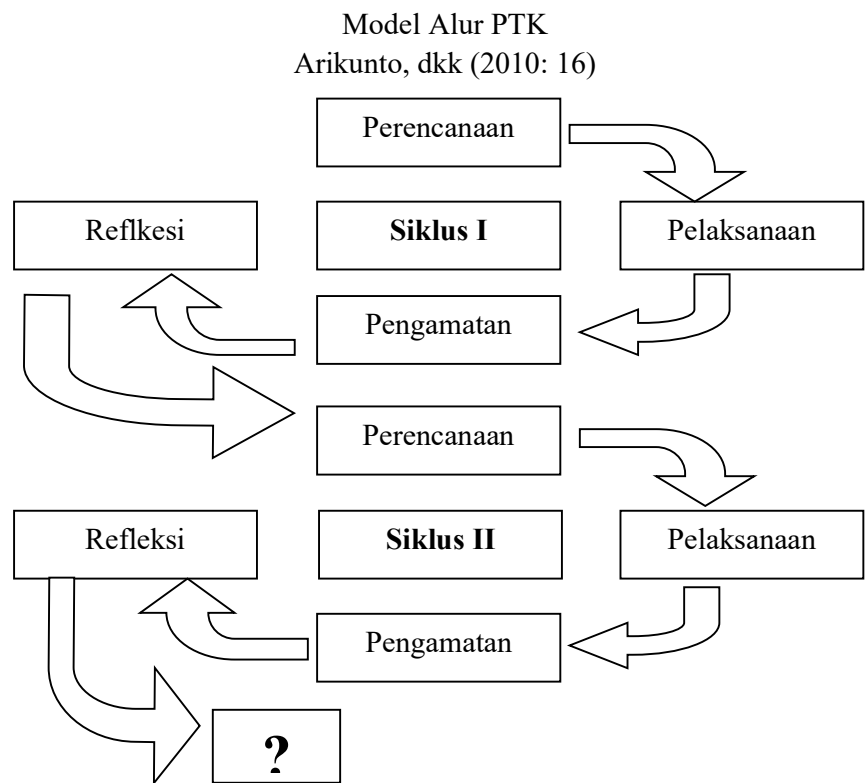 Model Alur PTK
Arikunto, dkk (2010: 16)
Perencanaan
Reflkesi
Siklus I
Pelaksanaan
Pengamatan
Perencanaan
Refleksi
Siklus II
Pelaksanaan
Pengamatan
?